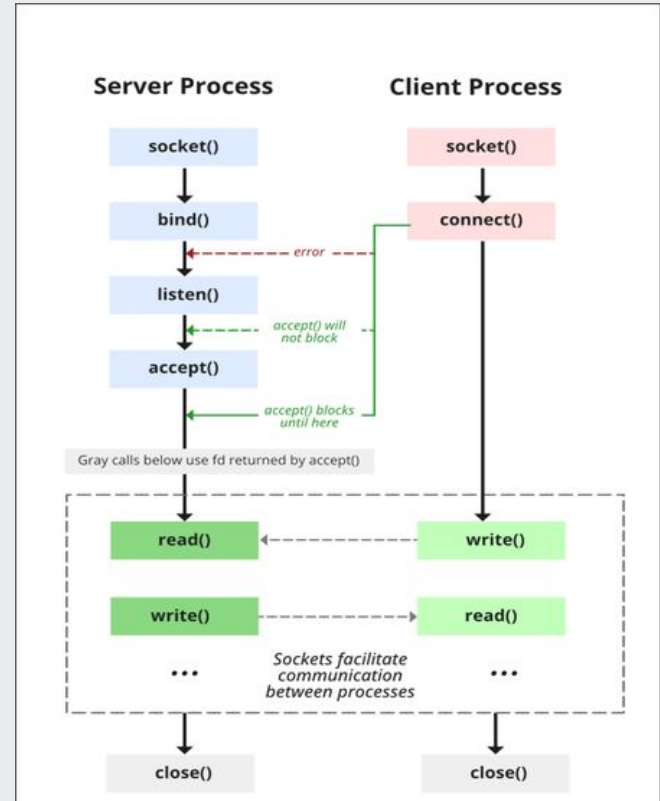 Server Process
Client Process
socket()
socket()
bind()
connect()
error
listen()
accept() will
not block
accept()
accept() blocks
until here
Gray calls below use fd returned by accept()
read()
write()
write()
read()
...
Sockets facilitate
communication
between processes
...
close()
close()